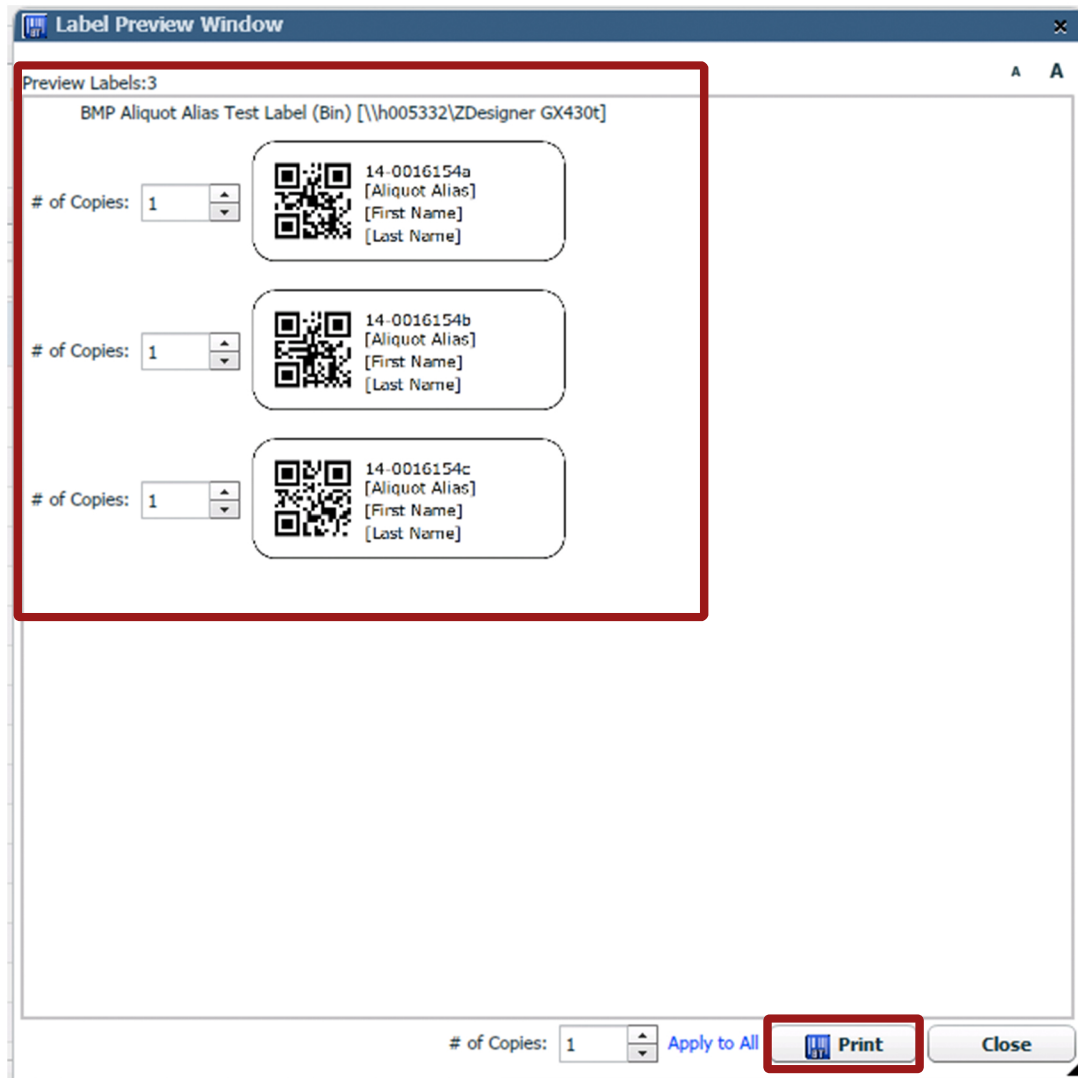 Label Preview Window
A A
Preview Labels:3
BMP Aliquot Alias Test Label (Bin) [\\h005332\ZDesigner GX430t]
# of Copies: 1
14-0016154a
[Aliquot Alias]
[First Name]
[Last Name]
# of Copies: 1
14-0016154b
[Aliquot Alias]
[First Name]
[Last Name]
# of Copies: 1
14-0016154c
[Aliquot Alias]
[First Name]
[Last Name]
# of Copies: 1 Apply to All Print Close